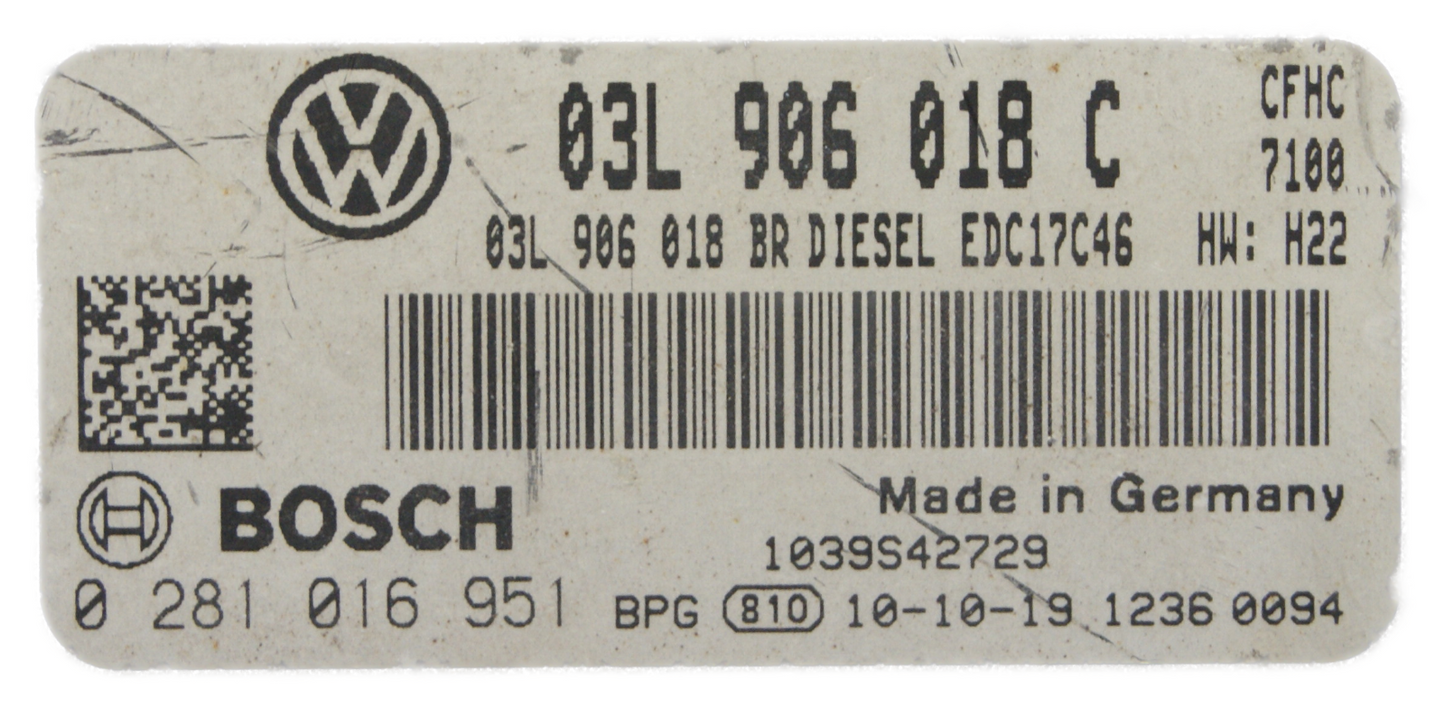 03L 906 018 C
CFHC
7100
03L 906 018 BR DIESEL EDC17C46 HW: H22
BOSCH
Made in Germany
1039S42729
0 281 016 951 BPG 810 10-10-19 1236 0094